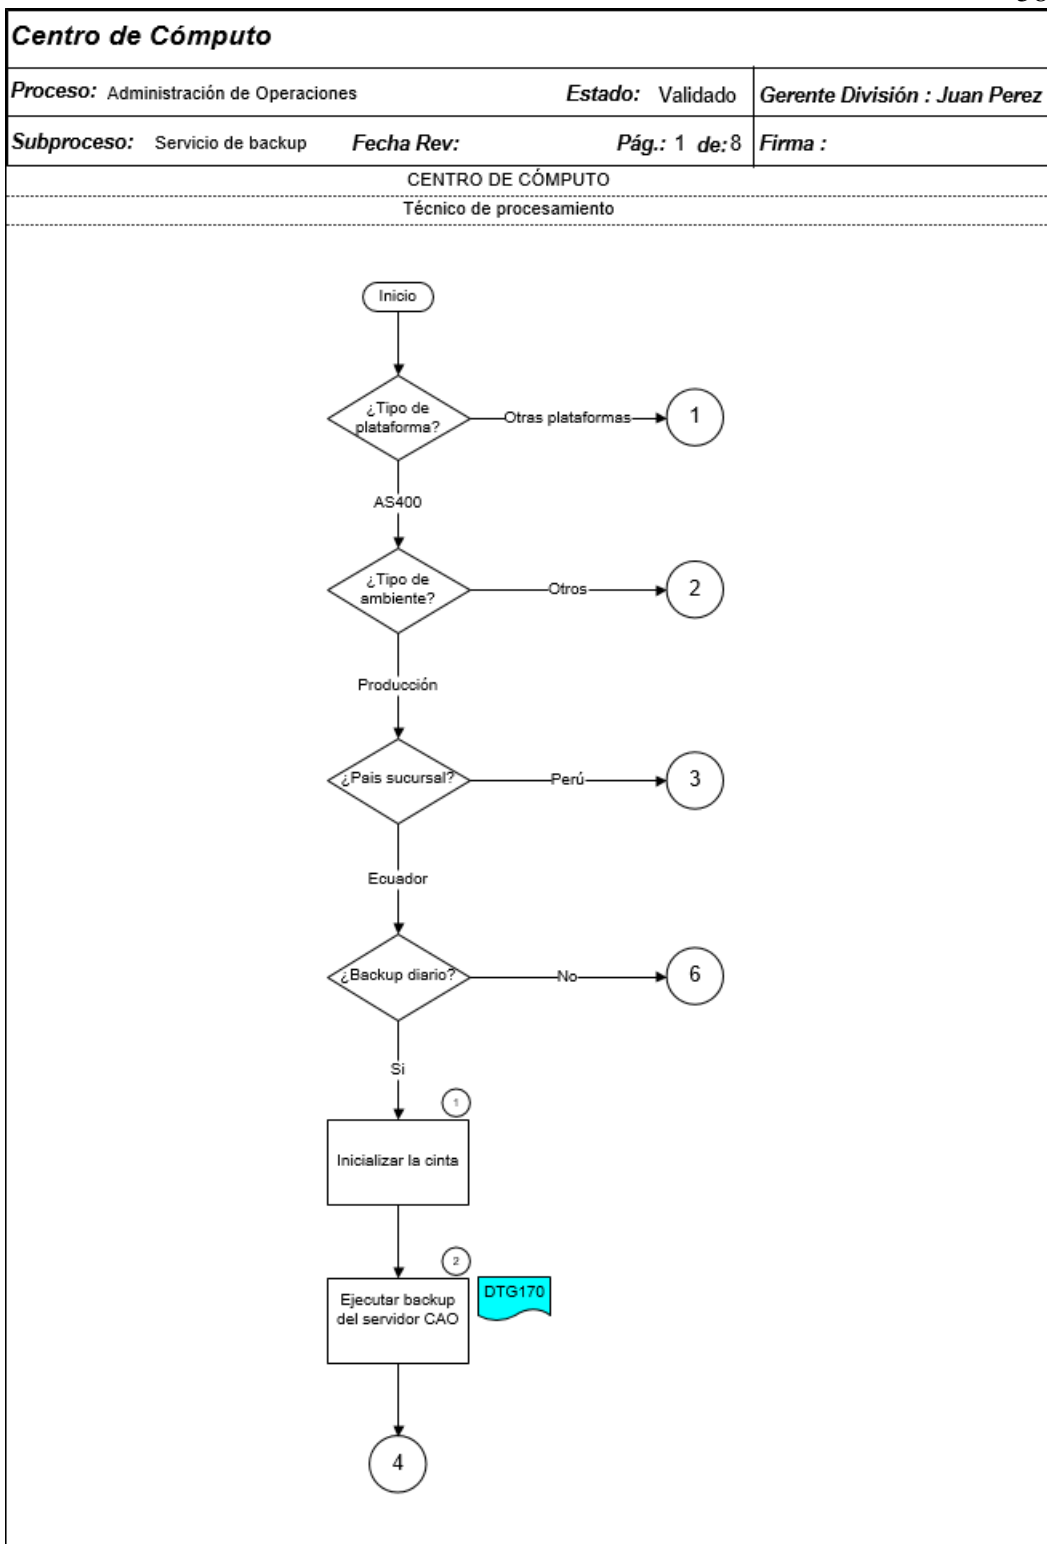 Centro de Cómputo
Proceso: Administración de Operaciones Estado: Validado Gerente División : Juan Perez
Subproceso: Servicio de backup Fecha Rev: Pág.: 1 de: 8 Firma :
CENTRO DE CÓMPUTO
Técnico de procesamiento
Inicio
¿Tipo de
plataforma?
Otras plataformas
1
AS400
¿Tipo de
ambiente?
Otros
2
Producción
¿Pais sucursal?
Perú
3
Ecuador
¿Backup diario?
No
6
Si
1
Inicializar la cinta
2
Ejecutar backup
del servidor CAO
DTG170
4